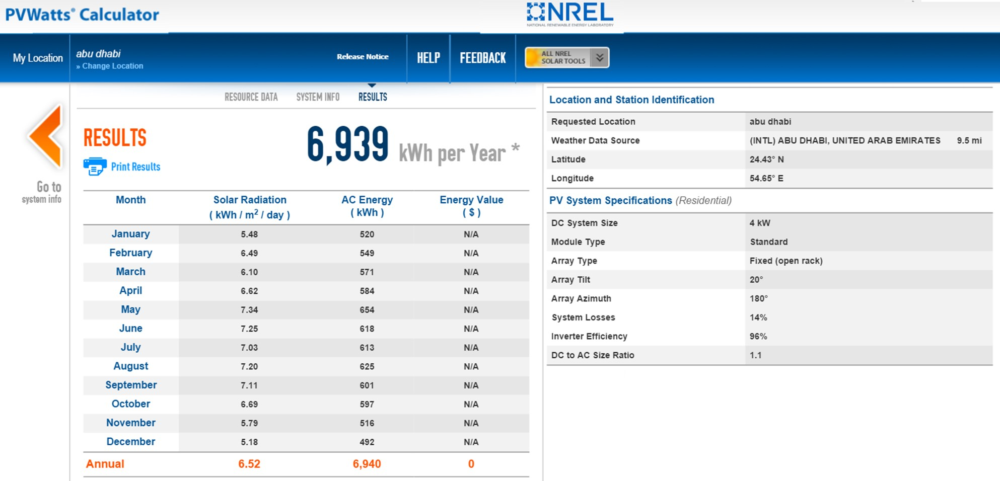 PVWatts® Calculator
NREL
NATIONAL RENEWABLE ENERGY LABORATORY
My Location
abu dhabi
» Change Location
Release Notice
HELP
FEEDBACK
ALL NREL
SOLAR TOOLS
RESOURCE DATA SYSTEM INFO RESULTS
Go to
system info
RESULTS
Print Results
6,939 kWh per Year *
Month Solar Radiation AC Energy Energy Value
( kWh / m² / day ) ( kWh ) ( $ )
January 5.48 520 N/A
February 6.49 549 N/A
March 6.10 571 N/A
April 6.62 584 N/A
May 7.34 654 N/A
June 7.25 618 N/A
July 7.03 613 N/A
August 7.20 625 N/A
September 7.11 601 N/A
October 6.69 597 N/A
November 5.79 516 N/A
December 5.18 492 N/A
Annual 6.52 6,940 0
Location and Station Identification
Requested Location abu dhabi
Weather Data Source (INTL) ABU DHABI, UNITED ARAB EMIRATES 9.5 mi
Latitude 24.43° N
Longitude 54.65° E
PV System Specifications (Residential)
DC System Size 4 kW
Module Type Standard
Array Type Fixed (open rack)
Array Tilt 20°
Array Azimuth 180°
System Losses 14%
Inverter Efficiency 96%
DC to AC Size Ratio 1.1